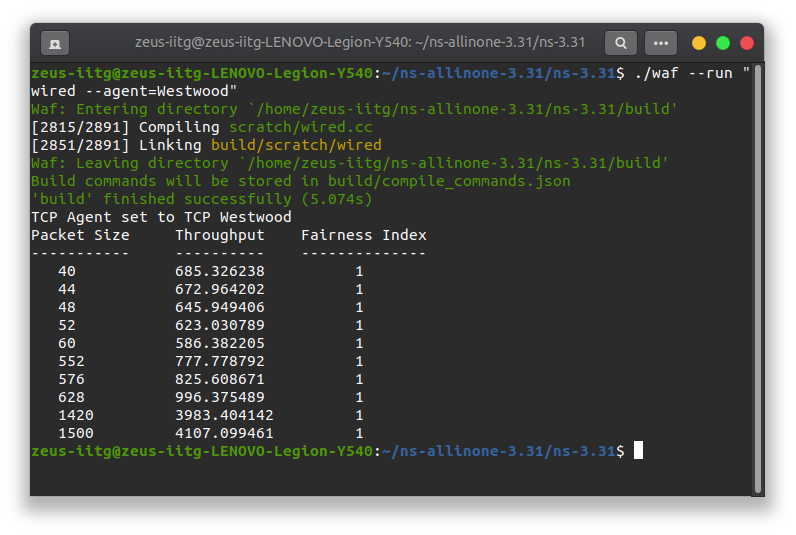 zeus-iitg@zeus-iitg-LENOVO-Legion-Y540: ~/ns-allinone-3.31/ns-3.31
zeus-iitg@zeus-iitg-LENOVO-Legion-Y540:~/ns-allinone-3.31/ns-3.31$ ./waf --run "
wired --agent=Westwood"
Waf: Entering directory `/home/zeus-iitg/ns-allinone-3.31/ns-3.31/build'
[2815/2891] Compiling scratch/wired.cc
[2851/2891] Linking build/scratch/wired
Waf: Leaving directory `/home/zeus-iitg/ns-allinone-3.31/ns-3.31/build'
Build commands will be stored in build/compile_commands.json
'build' finished successfully (5.074s)
TCP Agent set to TCP Westwood
Packet Size     Throughput    Fairness Index
-----------     ----------    --------------
   40           685.326238          1
   44           672.964202          1
   48           645.949406          1
   52           623.030789          1
   60           586.382205          1
   552          777.778792          1
   576          825.608671          1
   628          996.375489          1
   1420         3983.404142         1
   1500         4107.099461         1
zeus-iitg@zeus-iitg-LENOVO-Legion-Y540:~/ns-allinone-3.31/ns-3.31$